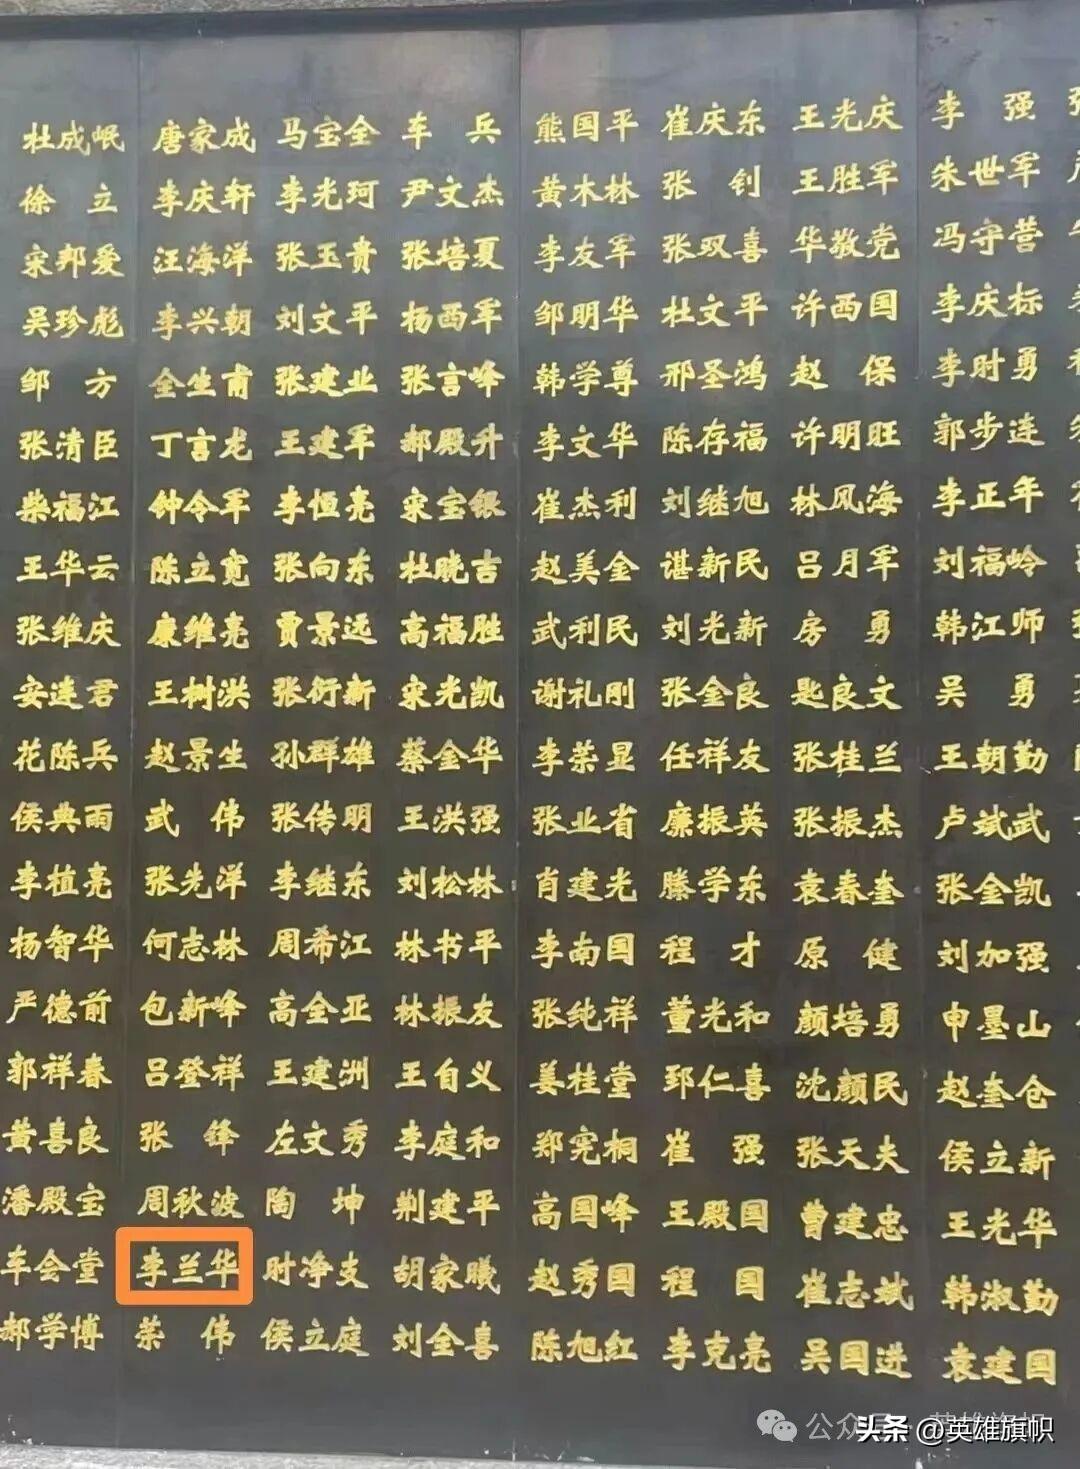 杜成岷 唐家成 马宝全 车兵 熊国平 崔庆东 王光庆 李强
徐立 李庆轩 李光珂 尹文杰 黄木林 张钊 王胜军 朱世军
宋邦爱 汪海洋 张玉贵 张培夏 李友军 张双喜 华敬党 冯守营
吴珍彪 李兴朝 刘文平 杨西军 邹明华 杜文平 许西国 李庆标
邹方 全生甫 张建业 张言峰 韩学尊 邢圣鸿 赵保 李时勇
张清臣 丁言龙 王建军 郝殿升 李文华 陈存福 许明旺 郭步连
柴福江 钟令军 李恒亮 宋宝银 崔杰利 刘继旭 林风海 李正年
王华云 陈立宽 张向东 杜晓吉 赵美金 谌新民 吕月军 刘福岭
张维庆 康维亮 贾景远 高福胜 武利民 刘光新 房勇 韩江师
安连君 王树洪 张衍新 宋光凯 谢礼刚 张金良 匙良文 吴勇
花陈兵 赵景生 孙群雄 蔡金华 李荣显 任祥友 张桂兰 王朝勤
侯典雨 武伟 张传明 王洪强 张业省 廉振英 张振杰 卢斌武
李植亮 张先洋 李继东 刘松林 肖建光 滕学东 袁春奎 张金凯
杨智华 何志林 周希江 林书平 李南国 程才 原健 刘加强
严德前 包新峰 高全亚 林振友 张纯祥 董光和 颜培勇 申墨山
郭祥春 吕登祥 王建洲 王自义 姜桂堂 邳仁喜 沈颜民 赵奎仓
黄喜良 张锋 左文秀 李庭和 郑宪桐 崔强 张天夫 侯立新
潘殿宝 周秋波 陶坤 荆建平 高国峰 王殿国 曹建忠 王光华
车会堂 李兰华 时净支 胡家曦 赵秀国 程国 崔志斌 韩淑勤
郝学博 荣伟 侯立庭 刘全喜 陈旭红 李克亮 吴国进 袁建国
公众号
头条 @英雄旗帜